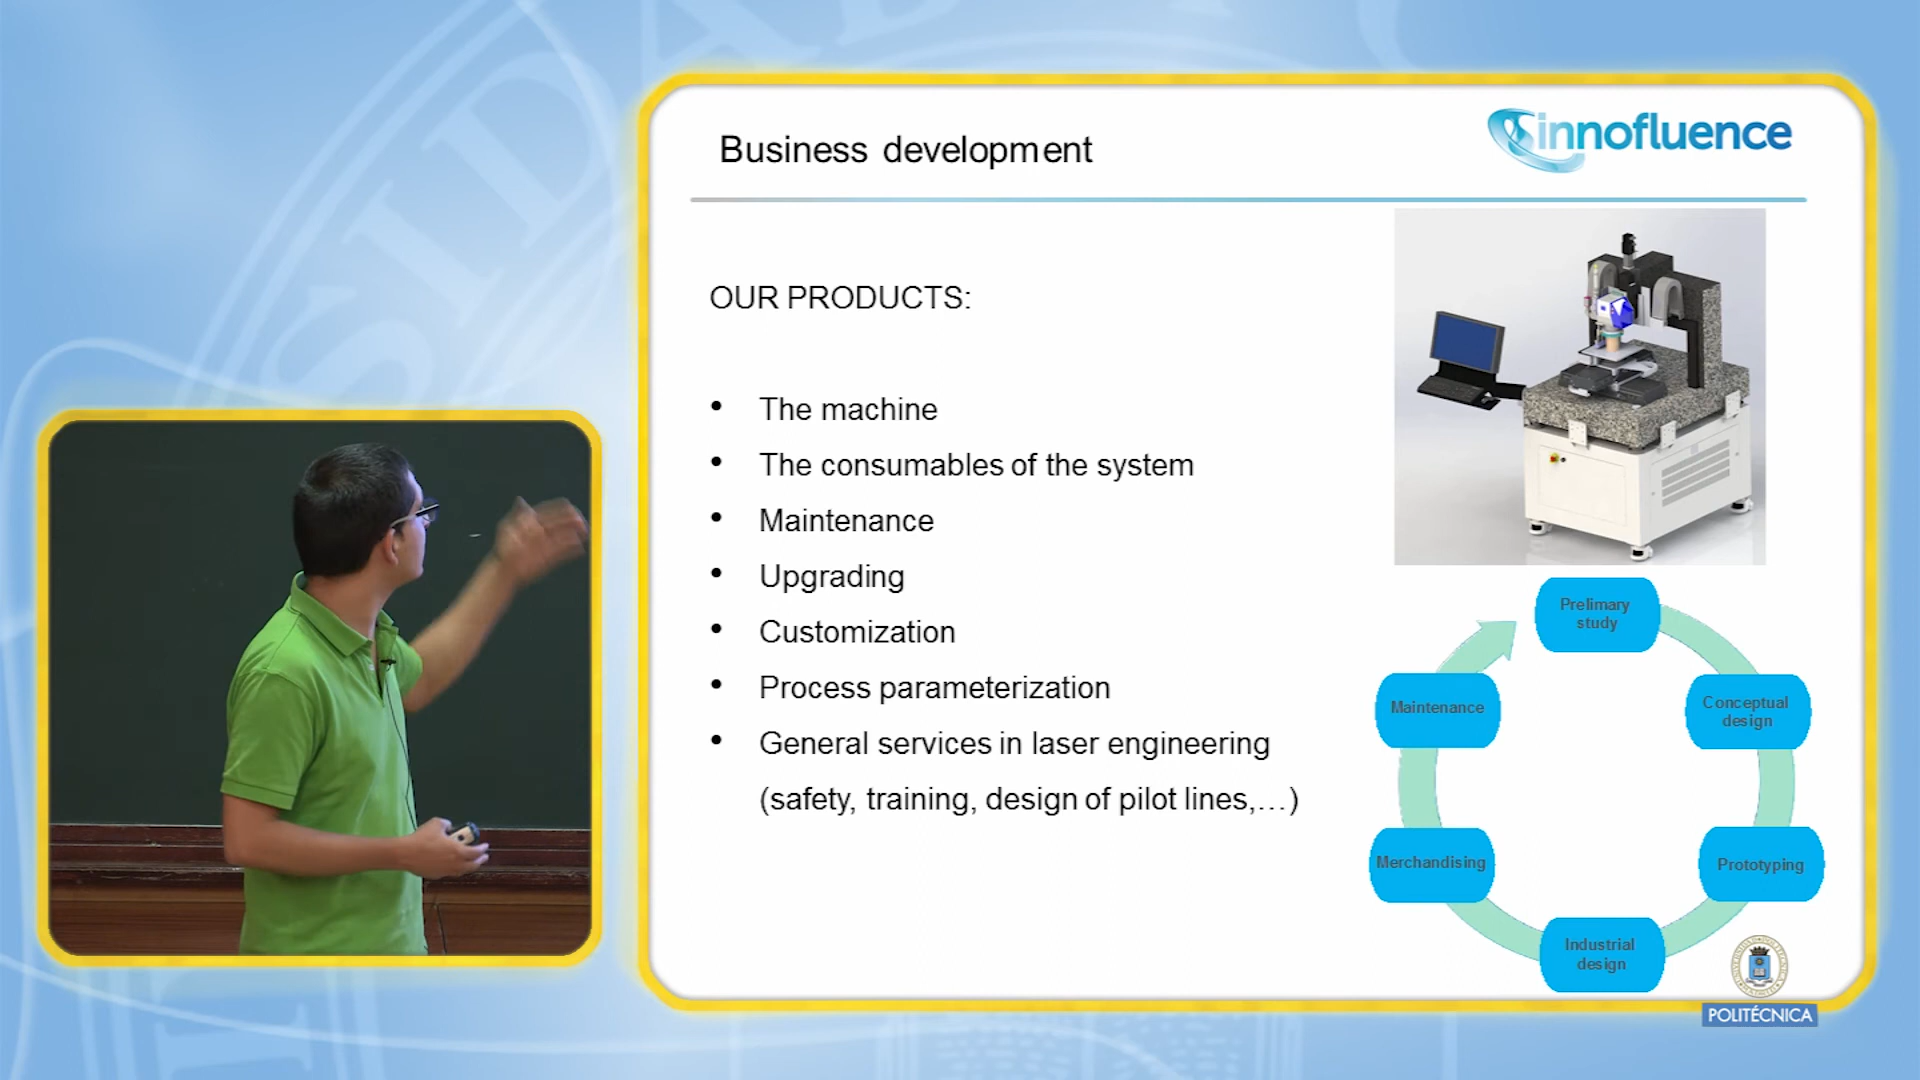 Business development
innofluence
OUR PRODUCTS:
• The machine
• The consumables of the system
• Maintenance
• Upgrading
• Customization
• Process parameterization
• General services in laser engineering
(safety, training, design of pilot lines,…)
Prelimary
study
Conceptual
design
Prototyping
Industrial
design
Merchandising
Maintenance
POLITÉCNICA